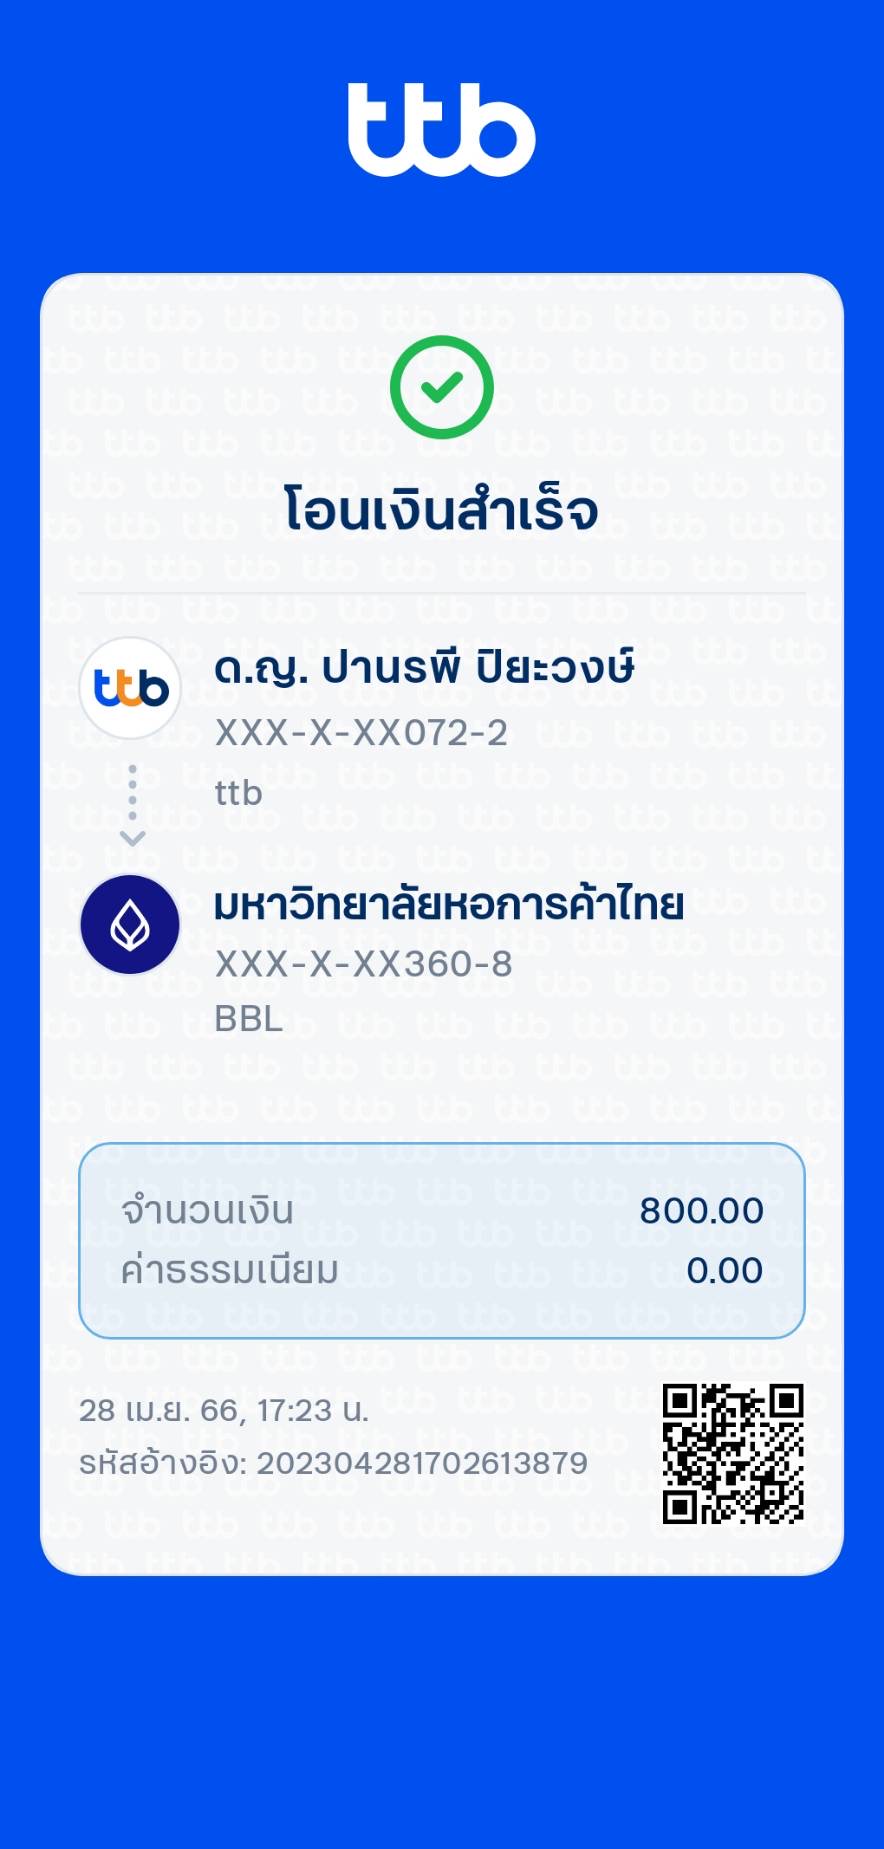 ttb
โอนเงินสำเร็จ
ttb
ด.ญ. ปานรพี ปิยะวงษ์
XXX-X-XX072-2
ttb
มหาวิทยาลัยหอการค้าไทย
XXX-X-XX360-8
BBL
จำนวนเงิน 800.00
ค่าธรรมเนียม 0.00
28 เม.ย. 66, 17:23 น.
รหัสอ้างอิง: 202304281702613879